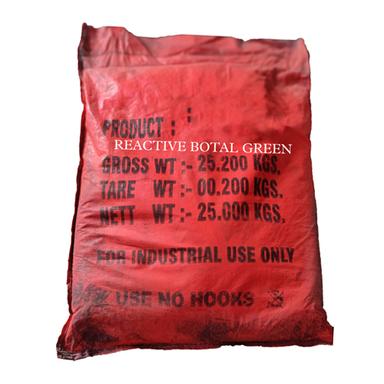 PRODUCT :
REACTIVE BOTAL GREEN
GROSS WT :- 25.200 KGS.
TARE WT :- 00.200 KGS.
NETT WT :- 25.000 KGS.
FOR INDUSTRIAL USE ONLY
USE NO HOOKS